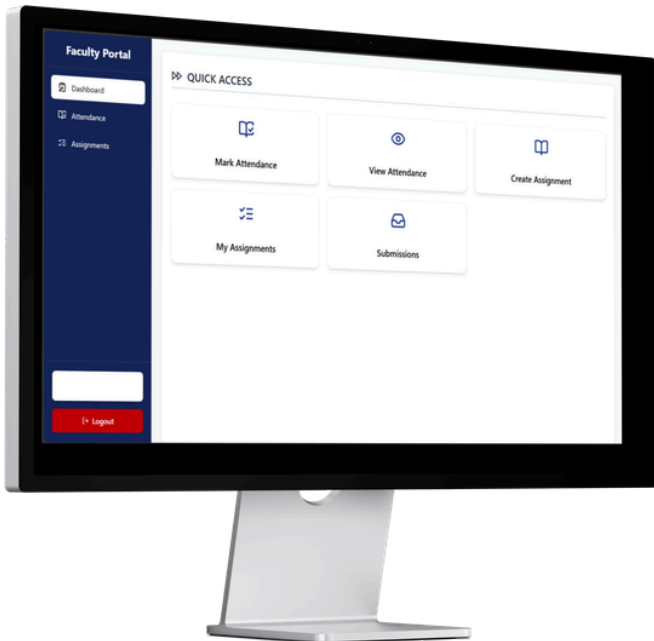 Faculty Portal
Dashboard
Attendance
Assignments
Logout
QUICK ACCESS
Mark Attendance
View Attendance
Create Assignment
My Assignments
Submissions